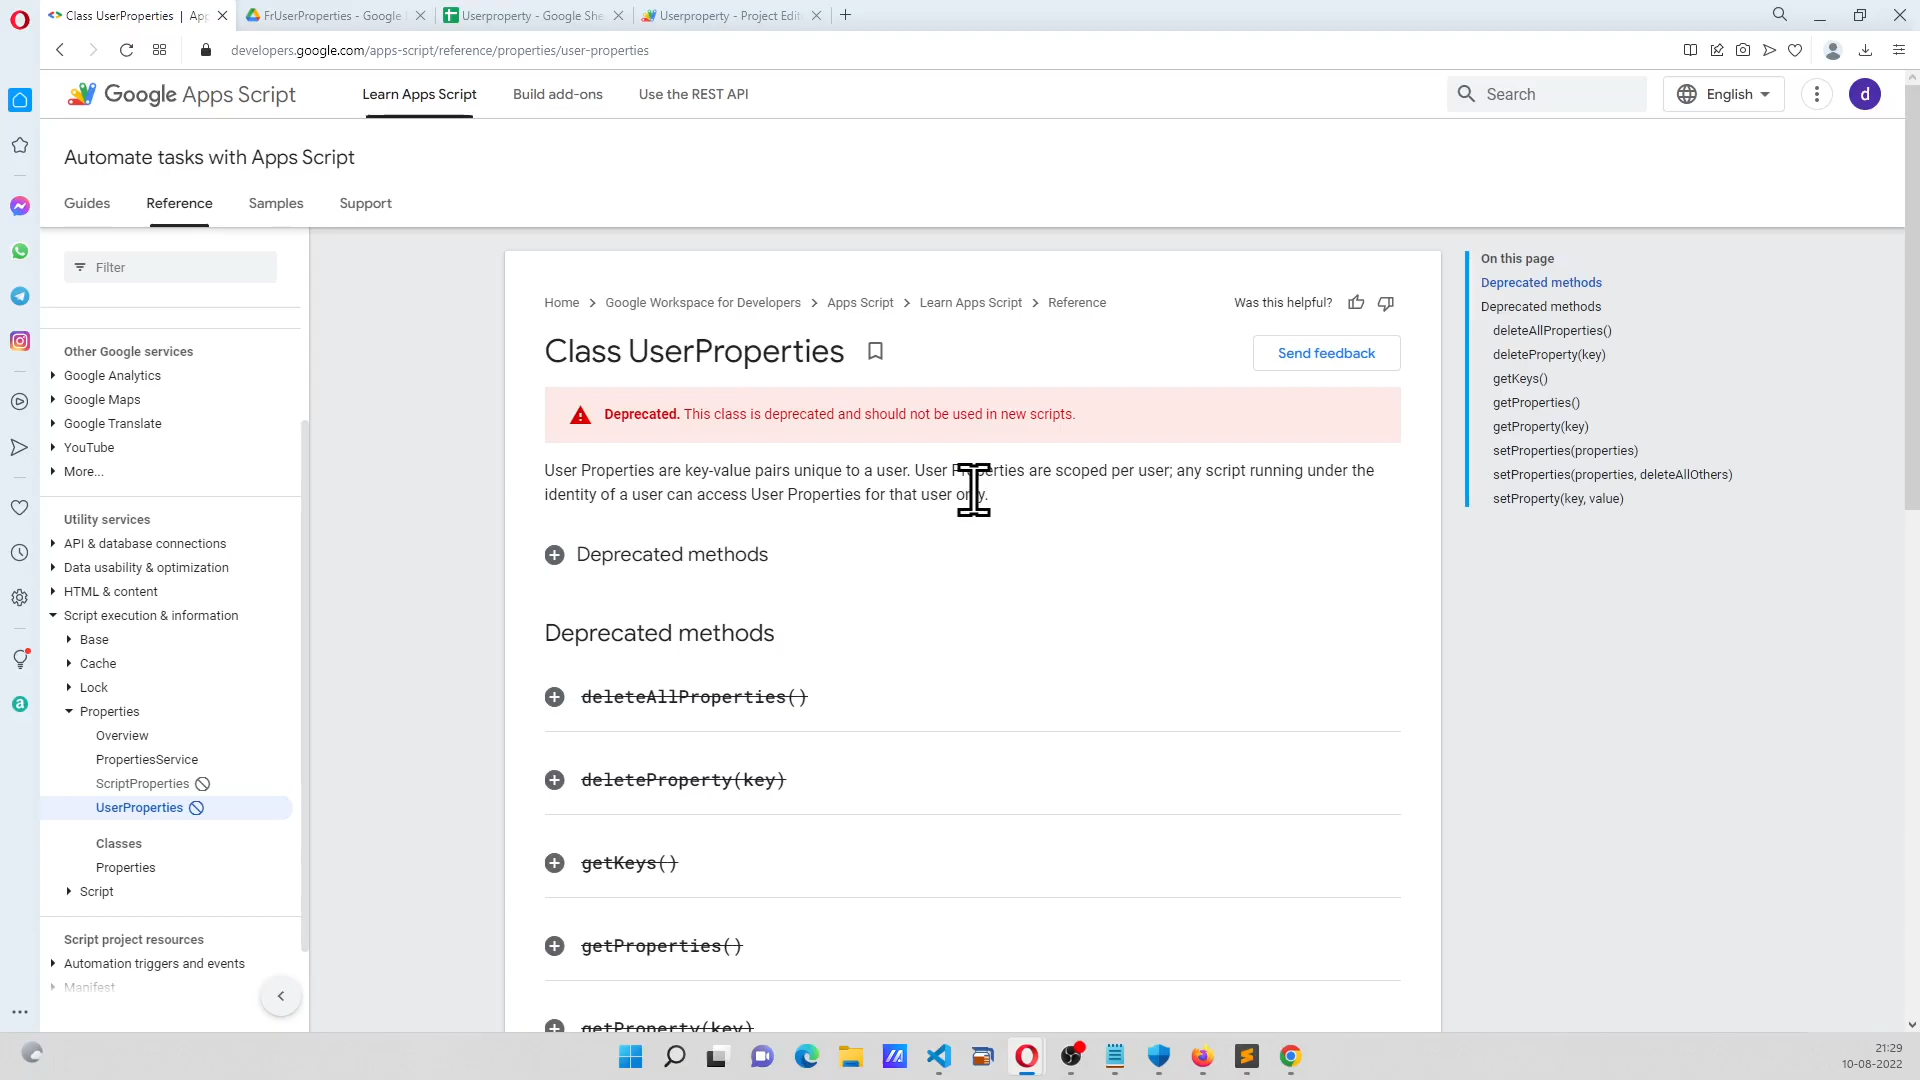 Class UserProperties | App
FrUserProperties - Google
Userproperty - Google She
Userproperty - Project Edit
developers.google.com/apps-script/reference/properties/user-properties
Google Apps Script
Learn Apps Script
Build add-ons
Use the REST API
Search
English
d
Automate tasks with Apps Script
Guides
Reference
Samples
Support
Filter
Other Google services
Google Analytics
Google Maps
Google Translate
YouTube
More...
Utility services
API & database connections
Data usability & optimization
HTML & content
Script execution & information
Base
Cache
Lock
Properties
Overview
PropertiesService
ScriptProperties
UserProperties
Classes
Properties
Script
Script project resources
Automation triggers and events
Manifest
Home > Google Workspace for Developers > Apps Script > Learn Apps Script > Reference
Was this helpful?
Class UserProperties
Send feedback
Deprecated. This class is deprecated and should not be used in new scripts.
User Properties are key-value pairs unique to a user. User Properties are scoped per user; any script running under the
identity of a user can access User Properties for that user only.
Deprecated methods
Deprecated methods
deleteAllProperties()
deleteProperty(key)
getKeys()
getProperties()
getProperty(key)
On this page
Deprecated methods
Deprecated methods
deleteAllProperties()
deleteProperty(key)
getKeys()
getProperties()
getProperty(key)
setProperties(properties)
setProperties(properties, deleteAllOthers)
setProperty(key, value)
21:29
10-08-2022